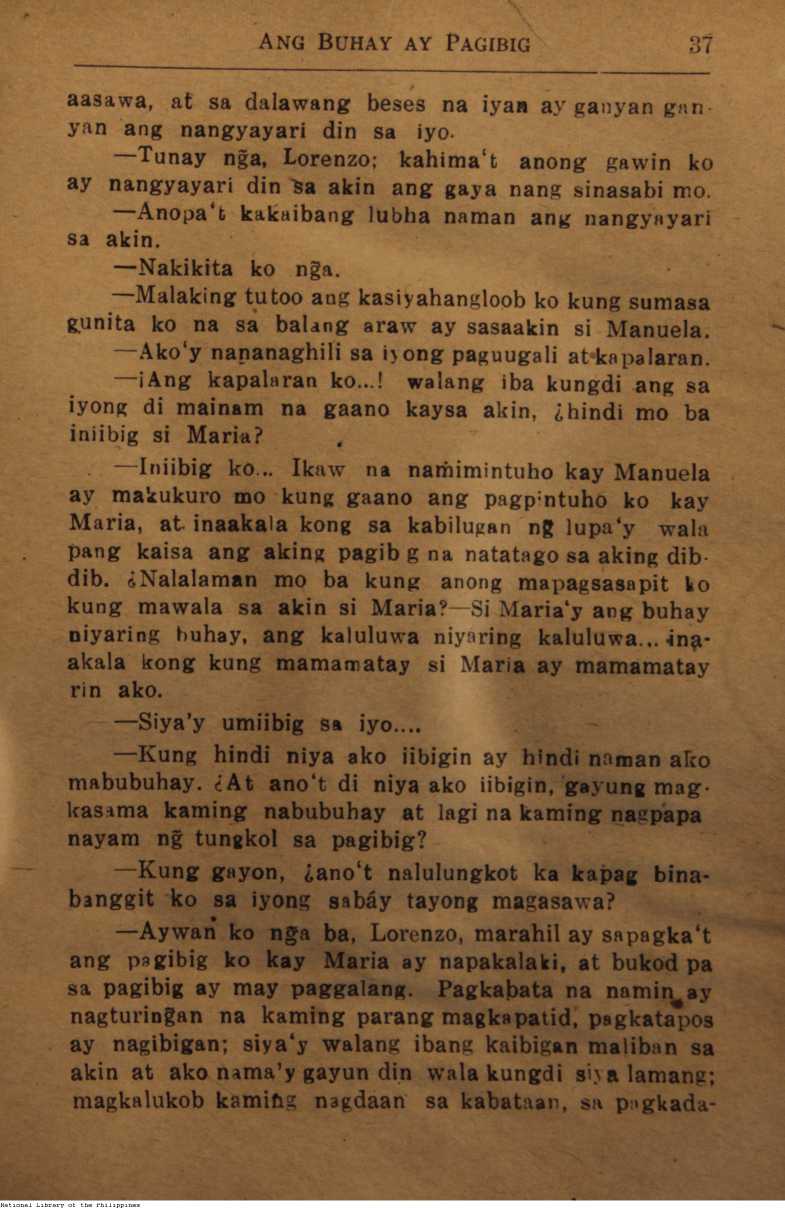 ANG BUHAY AY PAGIBIG 37
aasawa, at sa dalawang beses na iyan ay ganyan gan-
yan ang nangyayari din sa iyo.
—Tunay ng̃a, Lorenzo; kahima‘t anong gawin ko
ay nangyayari din sa akin ang gaya nang sinasabi mo.
—Anopa‘t kakaibang lubha naman ang nangyayari
sa akin.
—Nakikita ko ng̃a.
—Malaking tutoo ang kasiyahangloob ko kung sumasa
gunita ko na sa balang araw ay sasaakin si Manuela.
—Ako‘y nananaghili sa iyong paguugali at kapalaran.
—¡Ang kapalaran ko...! walang iba kungdi ang sa
iyong di mainam na gaano kaysa akin, ¿hindi mo ba
iniibig si Maria?
—Iniibig ko... Ikaw na namimintuho kay Manuela
ay makukuro mo kung gaano ang pagpintuho ko kay
Maria, at inaakala kong sa kabilugan ng̃ lupa‘y wala
pang kaisa ang aking pagib g na natatago sa aking dib-
dib. ¿Nalalaman mo ba kung anong mapagsasapit ko
kung mawala sa akin si Maria?—Si Maria‘y ang buhay
niyaring buhay, ang kaluluwa niyaring kaluluwa... ina-
akala kong kung mamamatay si Maria ay mamamatay
rin ako.
—Siya’y umiibig sa iyo....
—Kung hindi niya ako iibigin ay hindi naman ako
mabubuhay. ¿At ano‘t di niya ako iibigin, gayung mag-
kasama kaming nabubuhay at lagi na kaming nagpapa
nayam ng̃ tungkol sa pagibig?
—Kung gayon, ¿ano‘t nalulungkot ka kapag bina-
banggit ko sa iyong sabáy tayong magasawa?
—Aywan ko ng̃a ba, Lorenzo, marahil ay sapagka‘t
ang pagibig ko kay Maria ay napakalaki, at bukod pa
sa pagibig ay may paggalang. Pagkabata na namin ay
nagturing̃an na kaming parang magkapatid, pagkatapos
ay nagibigan; siya‘y walang ibang kaibigan maliban sa
akin at ako nama’y gayun din wala kungdi siya lamang;
magkalukob kaming nagdaan sa kabataan, sa pagkada-
National Library of the Philippines